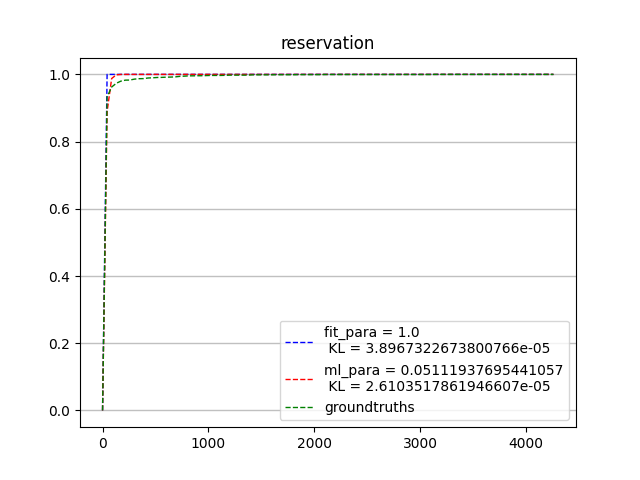 reservation
1.0
0.8
0.6
0.4
0.2
0.0
fit_para = 1.0
KL = 3.8967322673800766e-05
ml_para = 0.05111937695441057
KL = 2.6103517861946607e-05
groundtruths
0
1000
2000
3000
4000